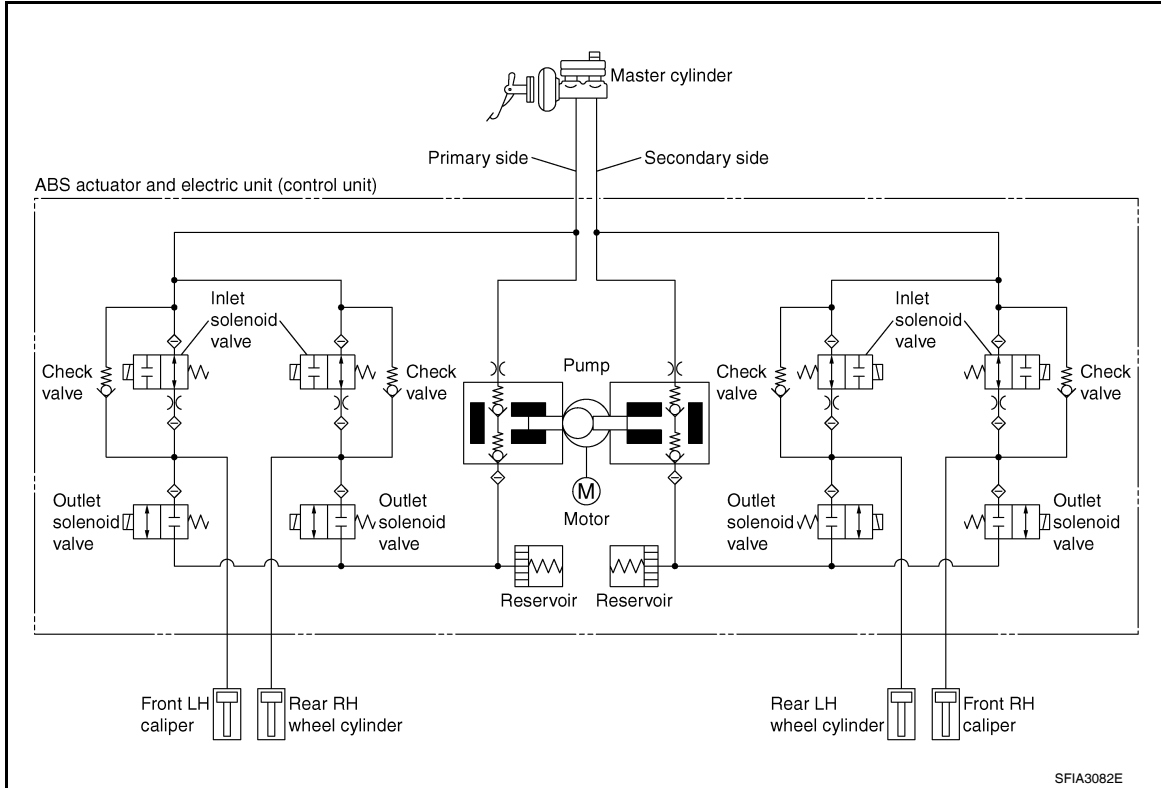 Master cylinder
Primary side
Secondary side
ABS actuator and electric unit (control unit)
Inlet
solenoid
valve
Inlet
solenoid
valve
Check
valve
Check
valve
Pump
Check
valve
Check
valve
Outlet
solenoid
valve
Outlet
solenoid
valve
M
Motor
Outlet
solenoid
valve
Outlet
solenoid
valve
Reservoir
Reservoir
Front LH
caliper
Rear RH
wheel cylinder
Rear LH
wheel cylinder
Front RH
caliper
SFIA3082E